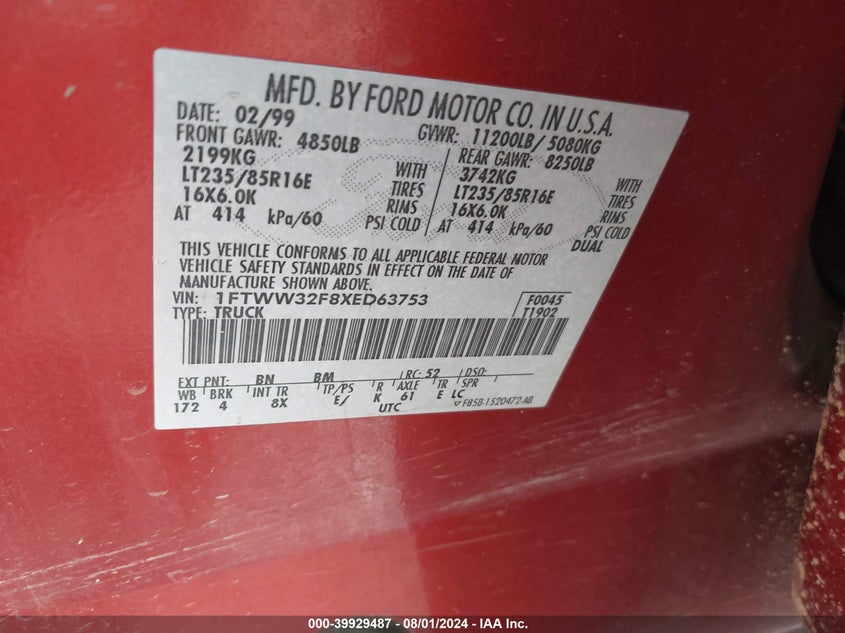 MFD. BY FORD MOTOR CO. IN U.S.A.
DATE: 02/99 GVWR: 11200LB/ 5080KG
FRONT GAWR: 4850LB REAR GAWR: 8250LB
2199KG WITH 3742KG WITH
LT235/85R16E TIRES LT235/85R16E TIRES
16X6.0K RIMS 16X6.0K RIMS
AT 414 kPa/60 PSI COLD AT 414 kPa/60 PSI COLD
DUAL
THIS VEHICLE CONFORMS TO ALL APPLICABLE FEDERAL MOTOR
VEHICLE SAFETY STANDARDS IN EFFECT ON THE DATE OF
MANUFACTURE SHOWN ABOVE.
VIN: 1FTWW32F8XED63753 F0045
TYPE: TRUCK T1902
EXT PNT: BN BM RC: 52 DSO:
WB BRK INT TR TP/PS R AXLE TR SPR
172 4 8X E/ K 61 E LC
UTC F85B-1520472-AB
000-39929487 - 08/01/2024 - IAA Inc.